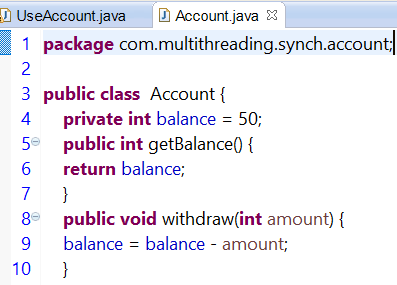 UseAccount.java Account.java
1 package com.multithreading.synch.account;
2
3 public class Account {
4 private int balance = 50;
5 public int getBalance() {
6 return balance;
7 }
8 public void withdraw(int amount) {
9 balance = balance - amount;
10 }